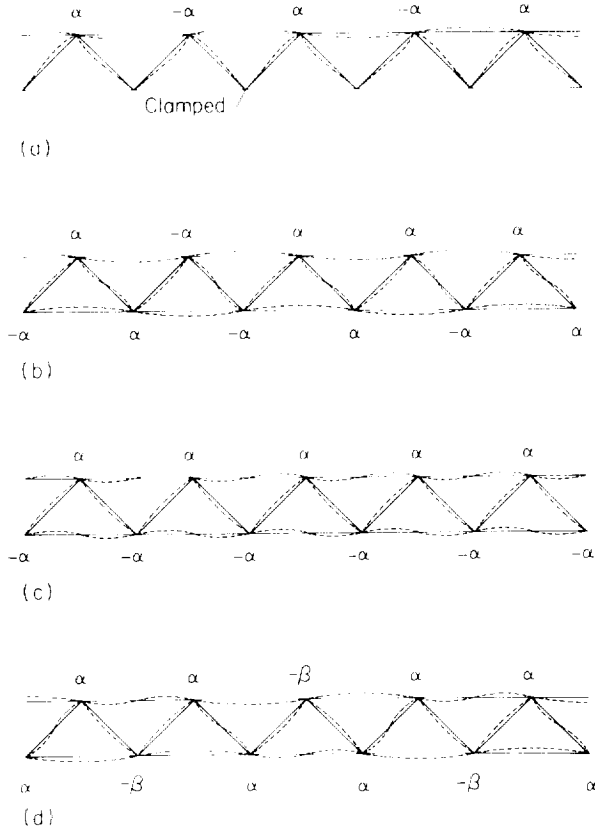 α -α α -α α
Clamped
(a)
α -α α α α
-α α -α α -α α
(b)
α α α α α
-α -α -α -α -α -α
(c)
α α -β α α
α -β α α -β α
(d)